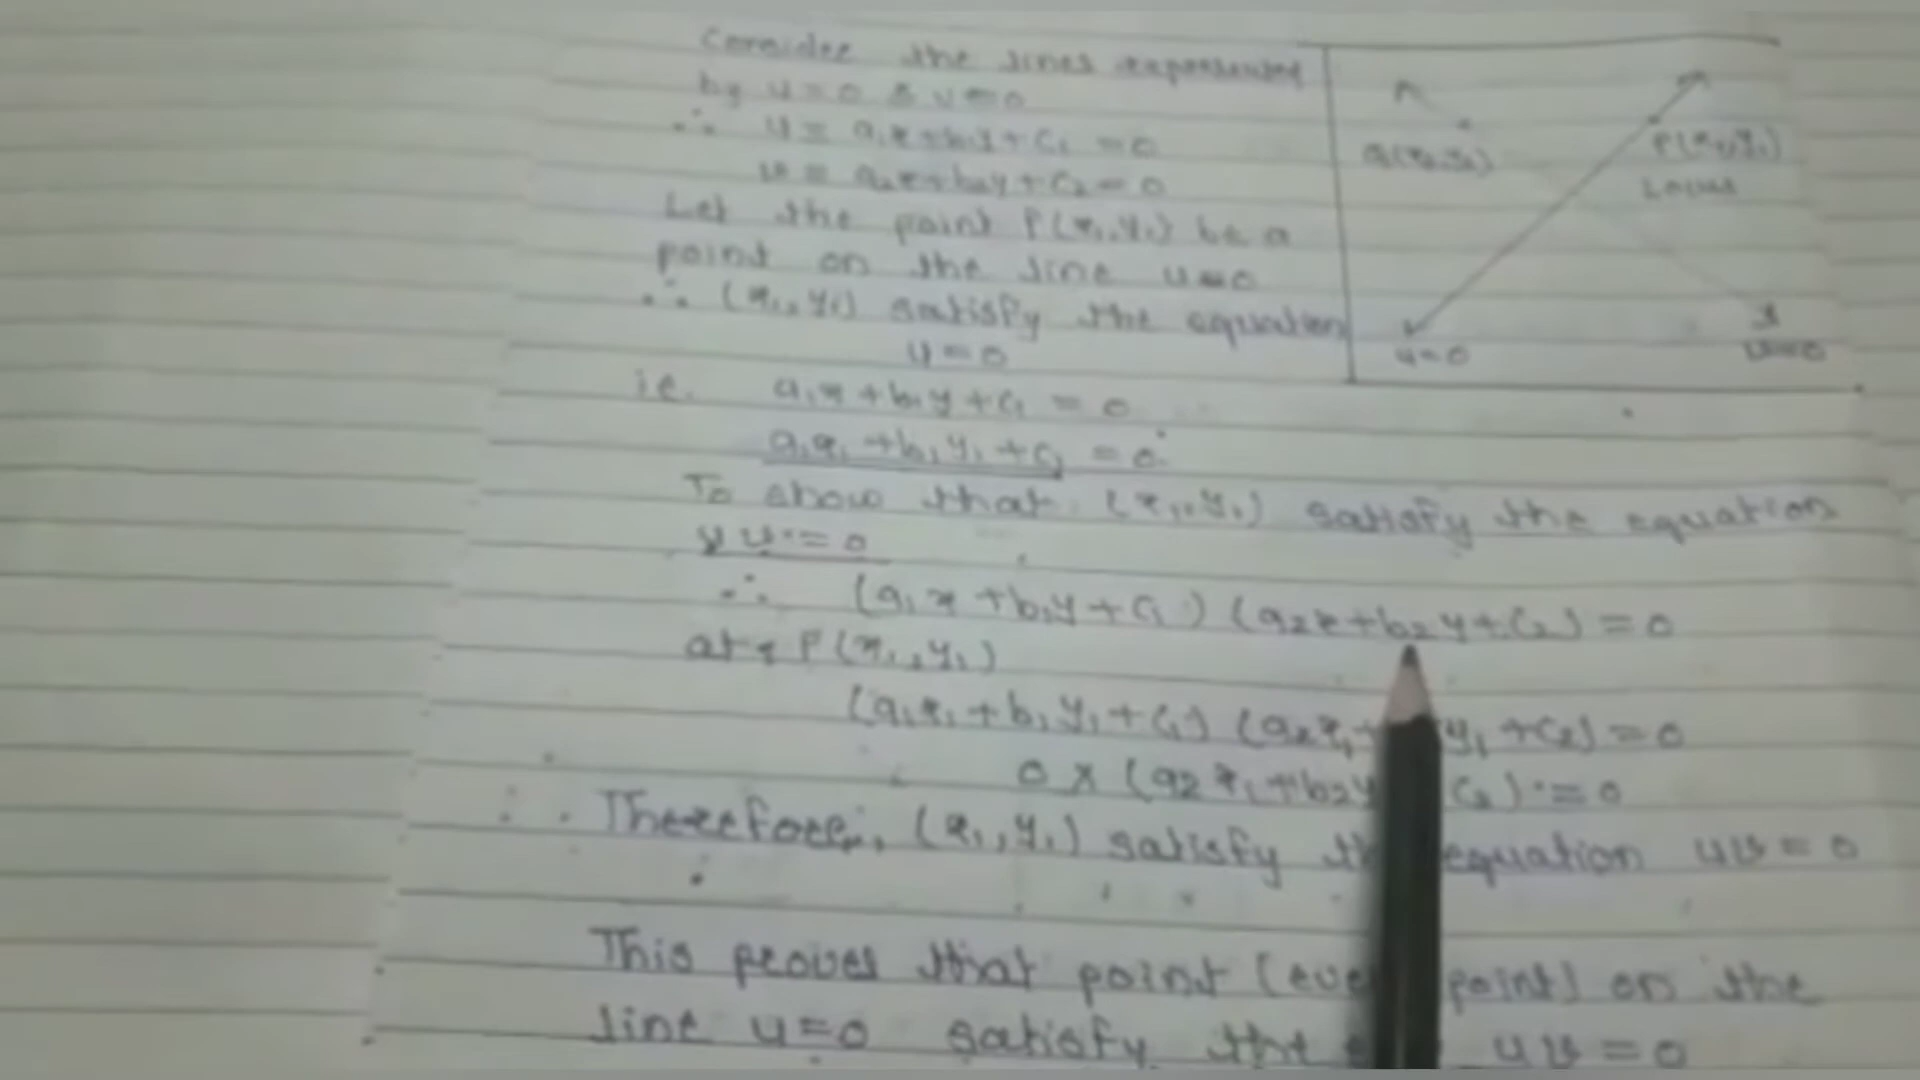 Consider the lines represented
by u = 0 & v = 0
∴ u ≡ a₁x + b₁y + c₁ = 0
v ≡ a₂x + b₂y + c₂ = 0
Let the point P(x₁, y₁) be a
point on the line u = 0
∴ (x₁, y₁) satisfy the equation
u = 0
i.e. a₁x + b₁y + c₁ = 0
a₁x₁ + b₁y₁ + c₁ = 0
To show that (x₁, y₁) satisfy the equation
uv = 0
∴ (a₁x + b₁y + c₁) (a₂x + b₂y + c₂) = 0
at P(x₁, y₁)
(a₁x₁ + b₁y₁ + c₁) (a₂x₁ + y₁ + c₂) = 0
0 × (a₂x₁ + b₂y c₂) = 0
∴ Therefore, (x₁, y₁) satisfy equation uv = 0
This proves that point ( point) on the
line u = 0 satisfy the uv = 0
P(x₁, y₁)
Locus
u = 0
v = 0